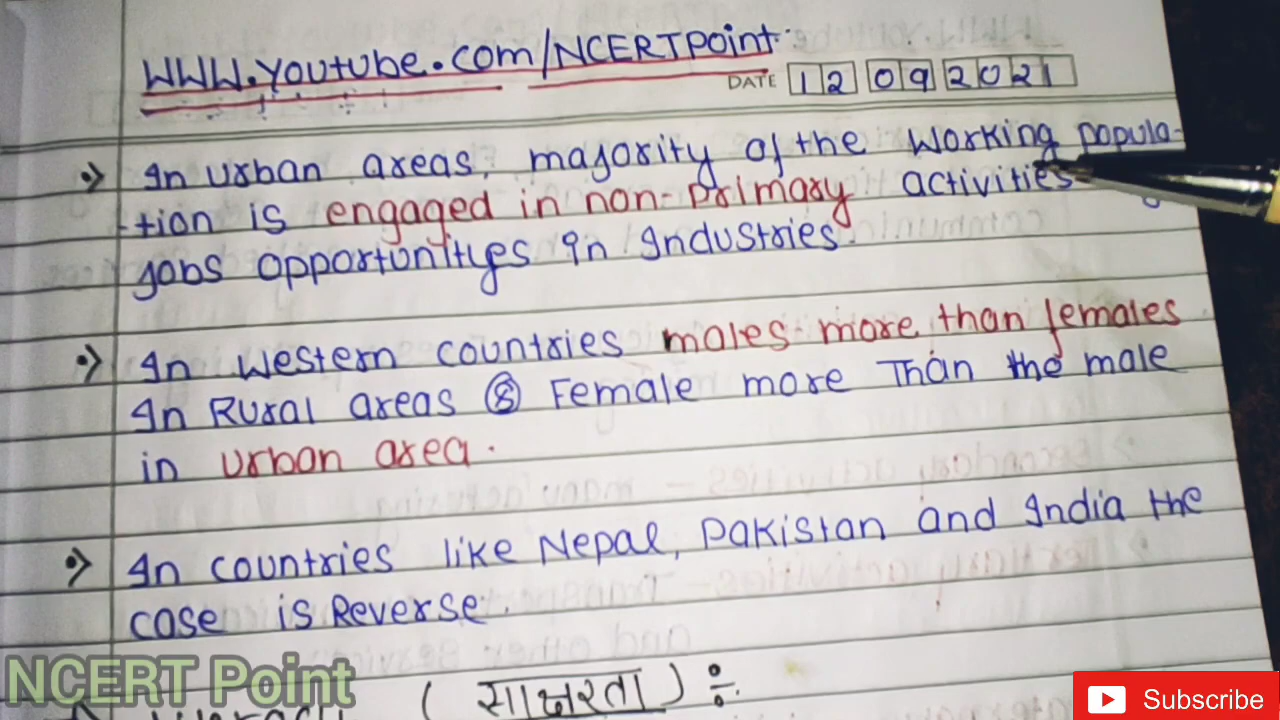 WWW.Youtube.com/NCERTPoint
DATE 12 09 2021
In urban areas, majority of the Working popula-
tion is engaged in non-Primary activities
jobs opportunityes in Industries.
In Western countries males more than females
In Rural areas & Female more Than the male
in Urban area.
In countries like Nepal, Pakistan and India the
case is Reverse.
(साक्षरता) ÷
NCERT Point
Subscribe